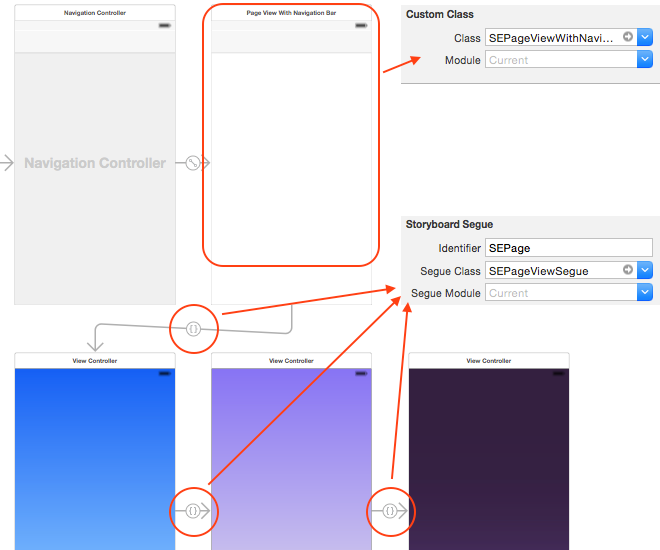 Navigation Controller
Page View With Navigation Bar
Navigation Controller
Custom Class
Class SEPageViewWithNavi...
Module Current
Storyboard Segue
Identifier SEPage
Segue Class SEPageViewSegue
Segue Module Current
View Controller
View Controller
View Controller